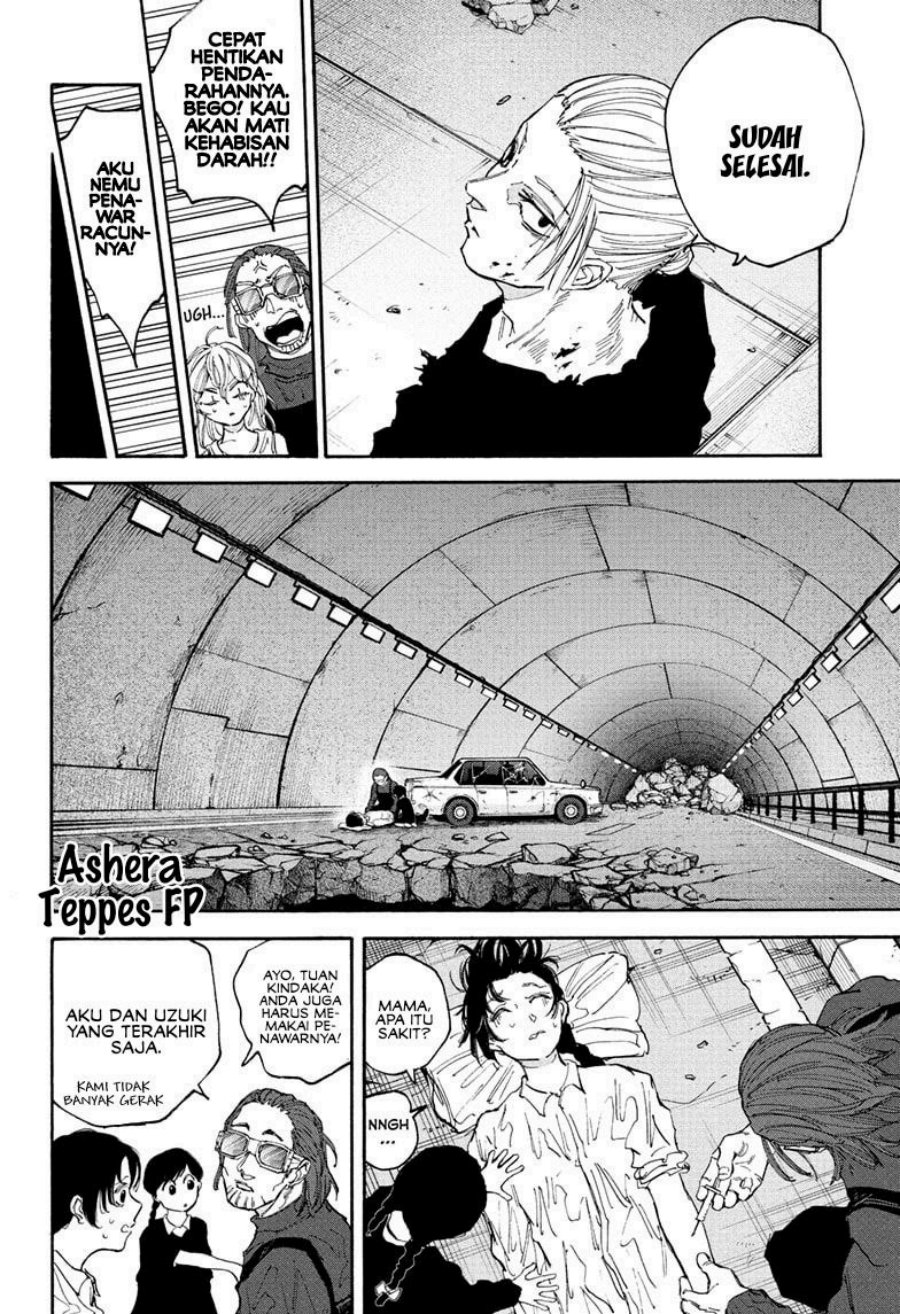 SUDAH
SELESAI.
CEPAT
HENTIKAN
PENDA-
RAHANNYA.
BEGO! KAU
AKAN MATI
KEHABISAN
DARAH!!
UGH...
AKU
NEMU
PENA-
WAR
RACUN-
NYA!
Ashera
Teppes FP
MAMA,
APA ITU
SAKIT?
NNGH
...
AYO, TUAN
KINDAKA!
ANDA JUGA
HARUS ME-
MAKAI PE-
NAWARNYA!
AKU DAN UZUKI
YANG TERAKHIR
SAJA.
KAMI TIDAK
BANYAK GERAK